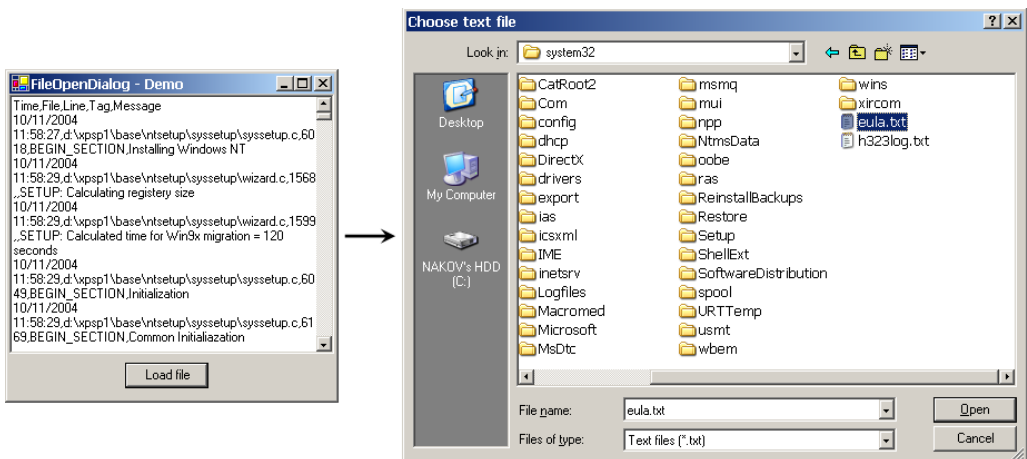 FileOpenDialog - Demo
Time,File,Line,Tag,Message
10/11/2004
11:58:27,d:\xpsp1\base\ntsetup\syssetup\syssetup.c,60
18,BEGIN_SECTION,Installing Windows NT
10/11/2004
11:58:29,d:\xpsp1\base\ntsetup\syssetup\wizard.c,1568
,,SETUP: Calculating registery size
10/11/2004
11:58:29,d:\xpsp1\base\ntsetup\syssetup\wizard.c,1599
,,SETUP: Calculated time for Win9x migration = 120
seconds
10/11/2004
11:58:29,d:\xpsp1\base\ntsetup\syssetup\syssetup.c,60
49,BEGIN_SECTION,Initialization
10/11/2004
11:58:29,d:\xpsp1\base\ntsetup\syssetup\syssetup.c,61
69,BEGIN_SECTION,Common Initialiazation
Load file
Choose text file
Look in:
system32
Desktop
My Computer
NAKOV's HDD
(C:)
CatRoot2
Com
config
dhcp
DirectX
drivers
export
ias
icsxml
IME
inetsrv
Logfiles
Macromed
Microsoft
MsDtc
msmq
mui
npp
NtmsData
oobe
ras
ReinstallBackups
Restore
Setup
ShellExt
SoftwareDistribution
spool
URTTemp
usmt
wbem
wins
xircom
eula.txt
h323log.txt
File name:
eula.txt
Open
Files of type:
Text files (*.txt)
Cancel